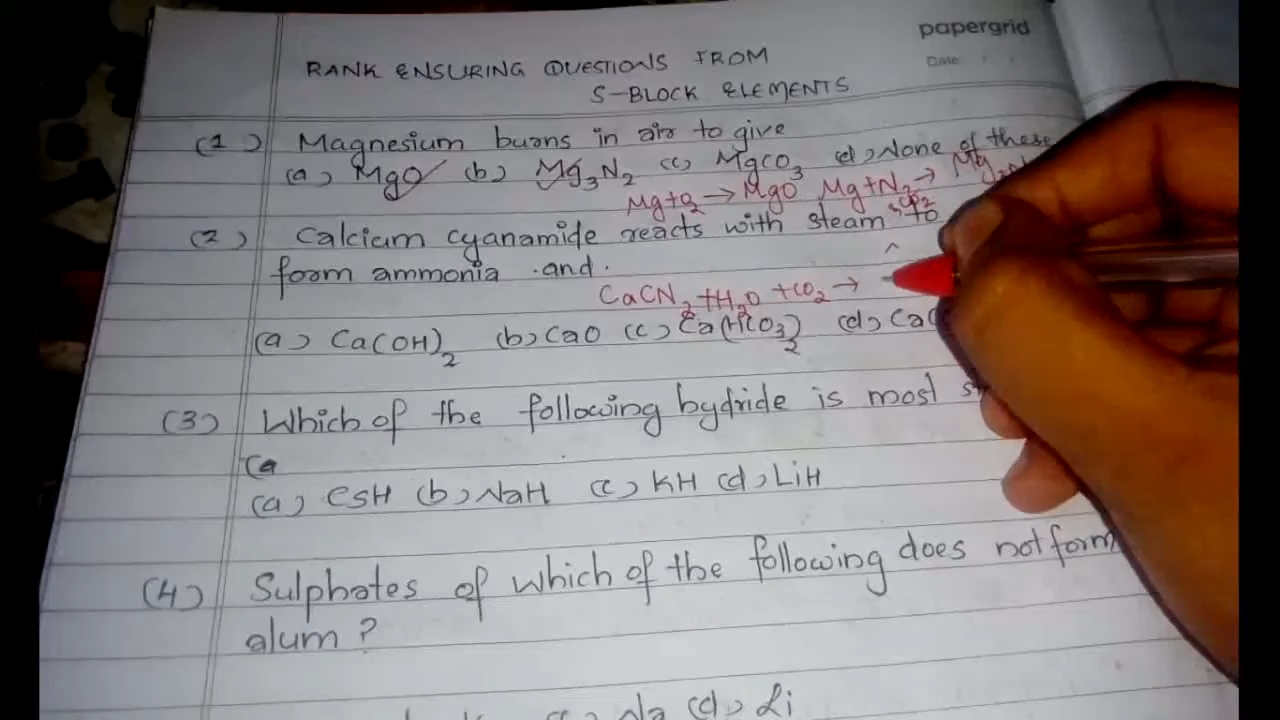 papergrid
Date:
RANK ENSURING QUESTIONS FROM
S-BLOCK ELEMENTS
(1) Magnesium burns in air to give
(a) MgO (b) Mg3N2 (c) MgCO3 (d) None of these
Mg+O2 → MgO Mg+N2 → Mg
(2) Calcium cyanamide reacts with steam to
form ammonia and.
CaCN2+H2O +CO2 →
(a) Ca(OH)2 (b) CaO (c) Ca(HCO3)2 (d) Ca
(3) Which of the following hydride is most
(a
(a) CsH (b) NaH (c) KH (d) LiH
(4) Sulphates of which of the following does not form
alum?
Na (d) Li